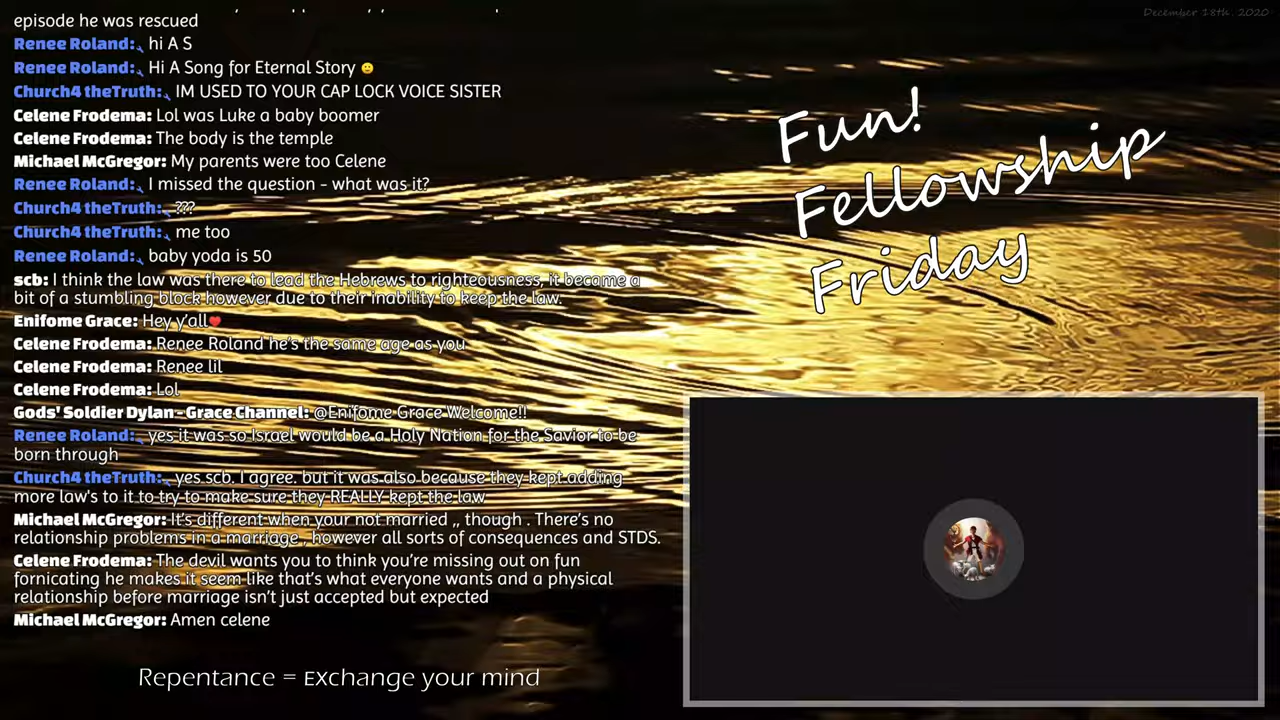 December 18th, 2020
episode he was rescued
Renee Roland: hi A S
Renee Roland: Hi A Song for Eternal Story 🙂
Church4 theTruth: IM USED TO YOUR CAP LOCK VOICE SISTER
Celene Frodema: Lol was Luke a baby boomer
Celene Frodema: The body is the temple
Michael McGregor: My parents were too Celene
Renee Roland: I missed the question - what was it?
Church4 theTruth: ???
Church4 theTruth: me too
Renee Roland: baby yoda is 50
scb: I think the law was there to lead the Hebrews to righteousness, it became a
bit of a stumbling block however due to their inability to keep the law.
Enifome Grace: Hey y'all❤️
Celene Frodema: Renee Roland he's the same age as you
Celene Frodema: Renee lil
Celene Frodema: Lol
Gods' Soldier Dylan - Grace Channel: @Enifome Grace Welcome!!
Renee Roland: yes it was so Israel would be a Holy Nation for the Savior to be
born through
Church4 theTruth: yes scb. I agree. but it was also because they kept adding
more law's to it to try to make sure they REALLY kept the law
Michael McGregor: It's different when your not married ,, though . There's no
relationship problems in a marriage , however all sorts of consequences and STDS.
Celene Frodema: The devil wants you to think you're missing out on fun
fornicating he makes it seem like that's what everyone wants and a physical
relationship before marriage isn't just accepted but expected
Michael McGregor: Amen celene
Repentance = Exchange your mind
Fun!
Fellowship
Friday